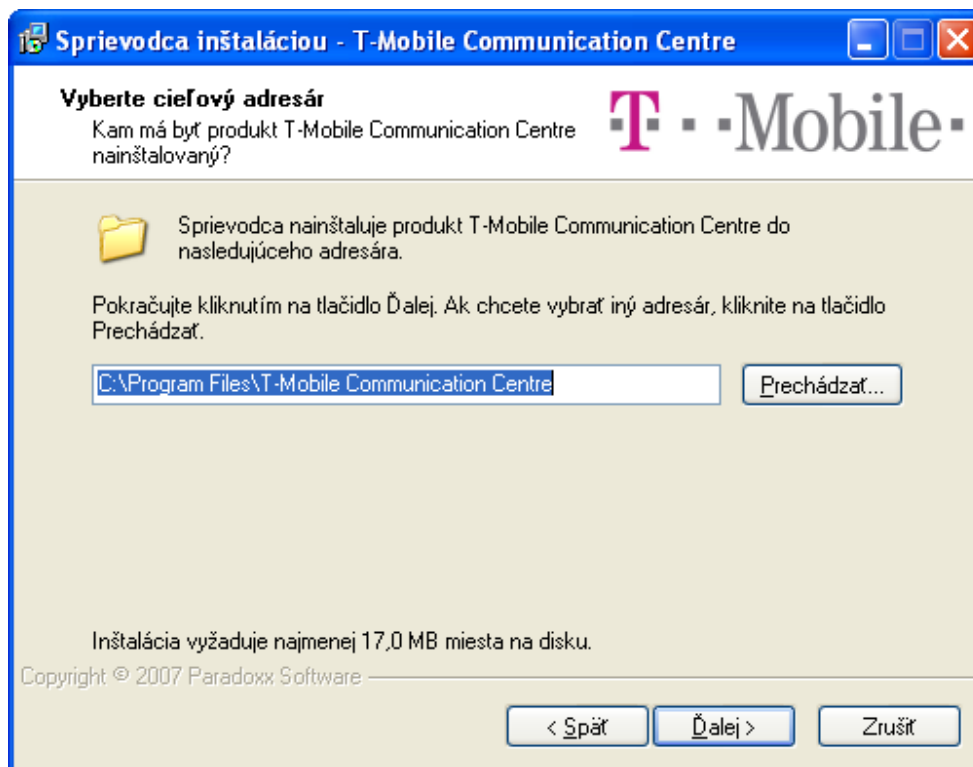 Sprievodca inštaláciou - T-Mobile Communication Centre
Vyberte cieľový adresár
Kam má byť produkt T-Mobile Communication Centre
nainštalovaný?
T · · Mobile ·
Sprievodca nainštaluje produkt T-Mobile Communication Centre do
nasledujúceho adresára.
Pokračujte kliknutím na tlačidlo Ďalej. Ak chcete vybrať iný adresár, kliknite na tlačidlo
Prechádzať.
C:\Program Files\T-Mobile Communication Centre
Prechádzať...
Inštalácia vyžaduje najmenej 17,0 MB miesta na disku.
Copyright © 2007 Paradoxx Software
< Späť
Ďalej >
Zrušiť